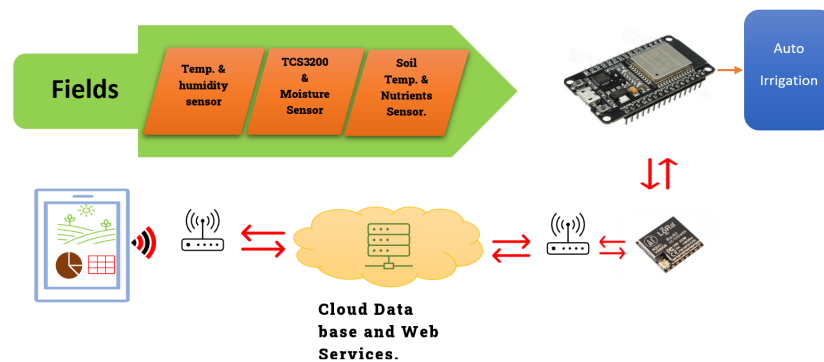 Fields
Temp. &
humidity
sensor
TCS3200
&
Moisture
Sensor
Soil
Temp. &
Nutrients
Sensor.
Auto
Irrigation
LoRa
Cloud Data
base and Web
Services.